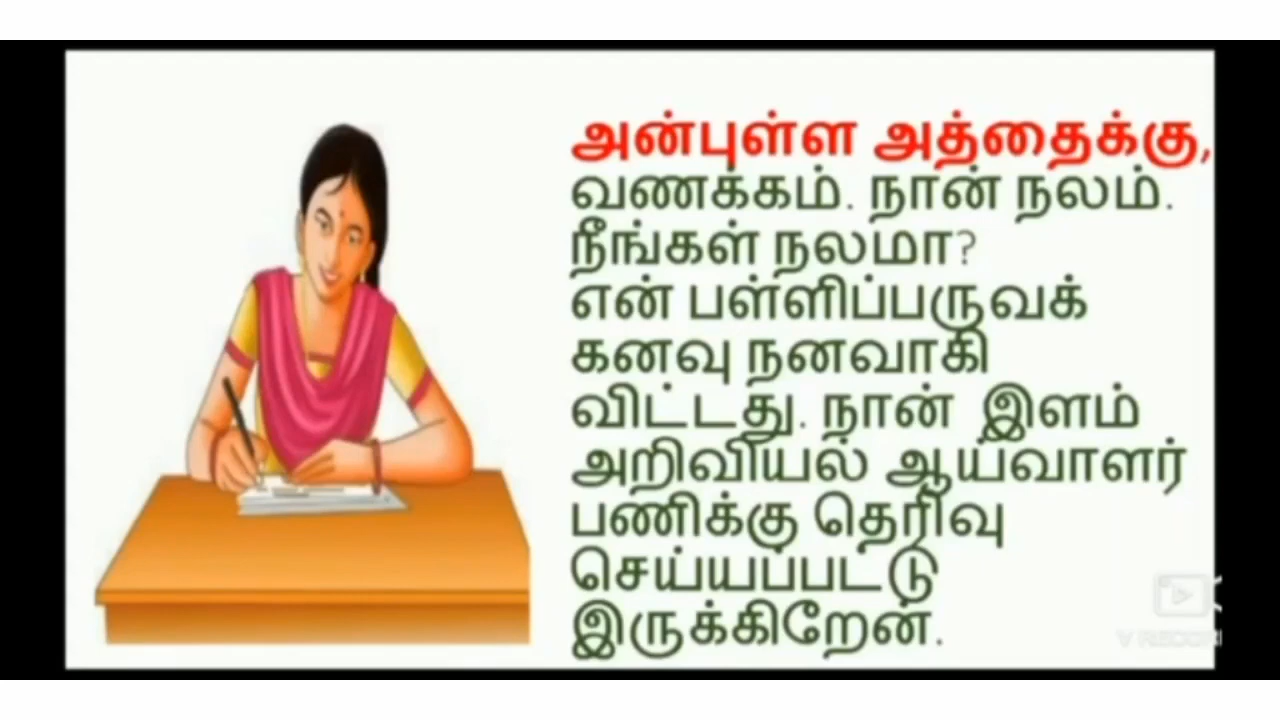 அன்புள்ள அத்தைக்கு,
வணக்கம். நான் நலம்.
நீங்கள் நலமா?
என் பள்ளிப்பருவக்
கனவு நனவாகி
விட்டது. நான் இளம்
அறிவியல் ஆய்வாளர்
பணிக்கு தெரிவு
செய்யப்பட்டு
இருக்கிறேன்.